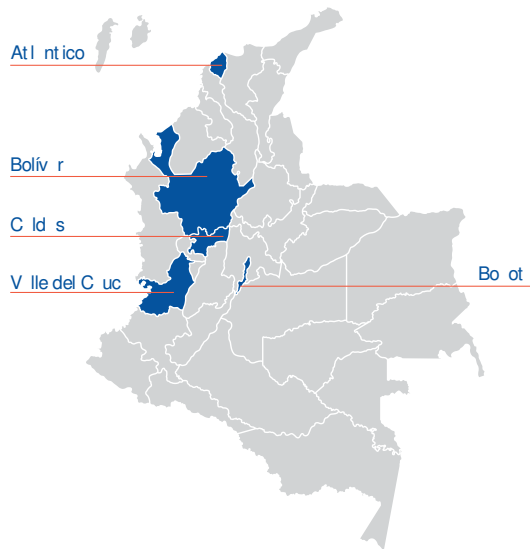 Atl ntico
Bolív r
C ld s
V lle del C uc
Bo ot